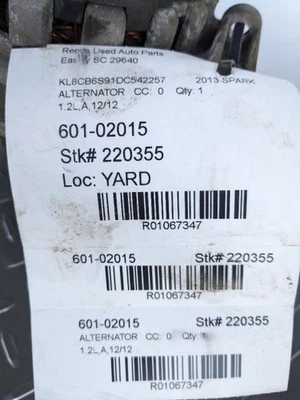 Reeds Used Auto Parts
SC 29640
KL8CB6S91DC542257 2013 SPARK
ALTERNATOR CC: 0 Qty: 1
1.2L,A,12/12
601-02015
Stk# 220355
Loc: YARD
R01067347
601-02015 Stk# 220355
R01067347
601-02015 Stk# 220355
ALTERNATOR CC: 0 Qty: 1
1.2L,A,12/12
R01067347